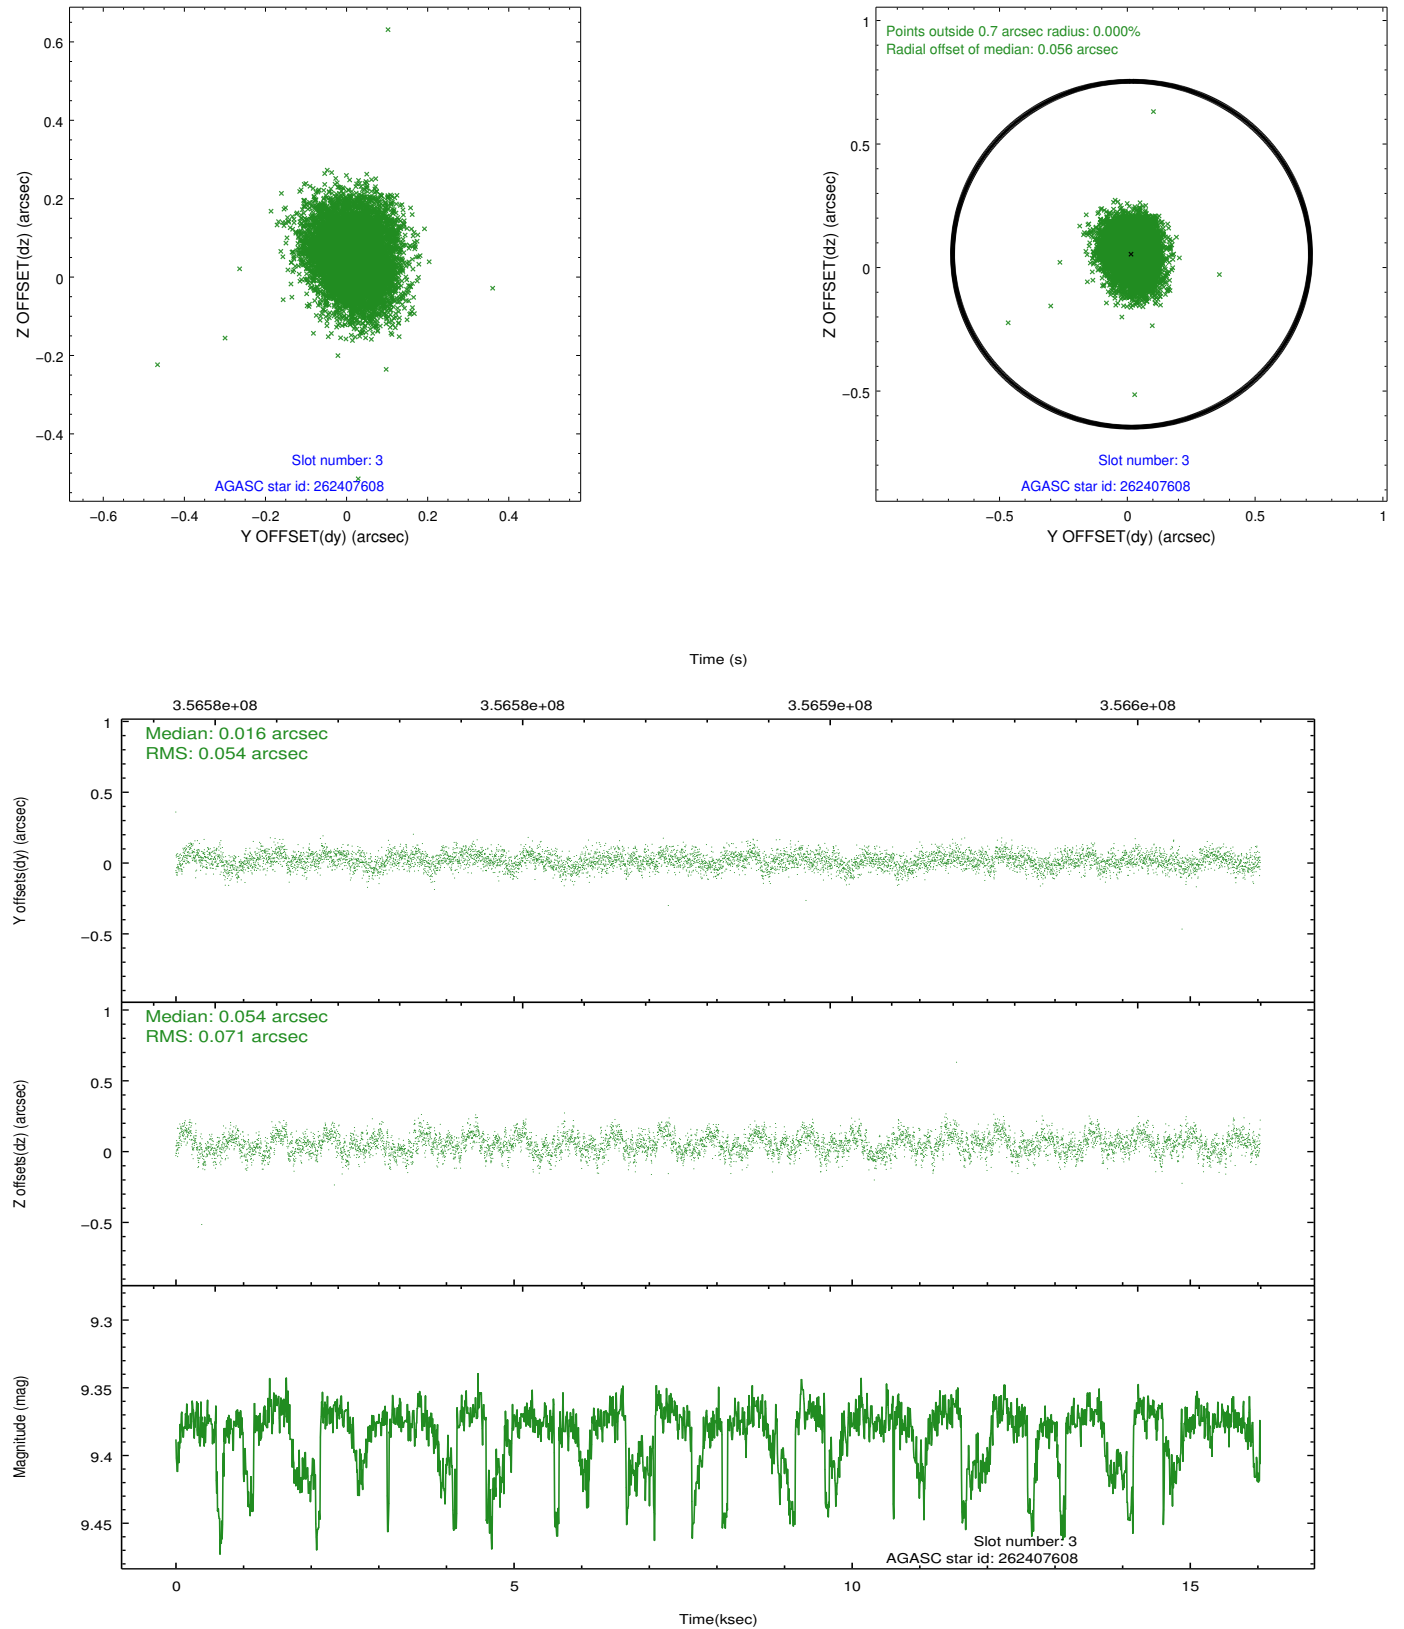 0.6
0.4
0.2
0
−0.2
−0.4
Z OFFSET(dz) (arcsec)
Slot number: 3
AGASC star id: 262407608
−0.6 −0.4 −0.2 0 0.2 0.4
Y OFFSET(dy) (arcsec)
1
0.5
0
−0.5
Z OFFSET(dz) (arcsec)
Points outside 0.7 arcsec radius: 0.000%
Radial offset of median: 0.056 arcsec
Slot number: 3
AGASC star id: 262407608
−0.5 0 0.5 1
Y OFFSET(dy) (arcsec)
Time (s)
3.5658e+08 3.5658e+08 3.5659e+08 3.566e+08
1
0.5
0
−0.5
Y offsets(dy) (arcsec)
Median: 0.016 arcsec
RMS: 0.054 arcsec
1
0.5
0
−0.5
Z offsets(dz) (arcsec)
Median: 0.054 arcsec
RMS: 0.071 arcsec
9.3
9.35
9.4
9.45
Magnitude (mag)
Slot number: 3
AGASC star id: 262407608
0 5 10 15
Time(ksec)